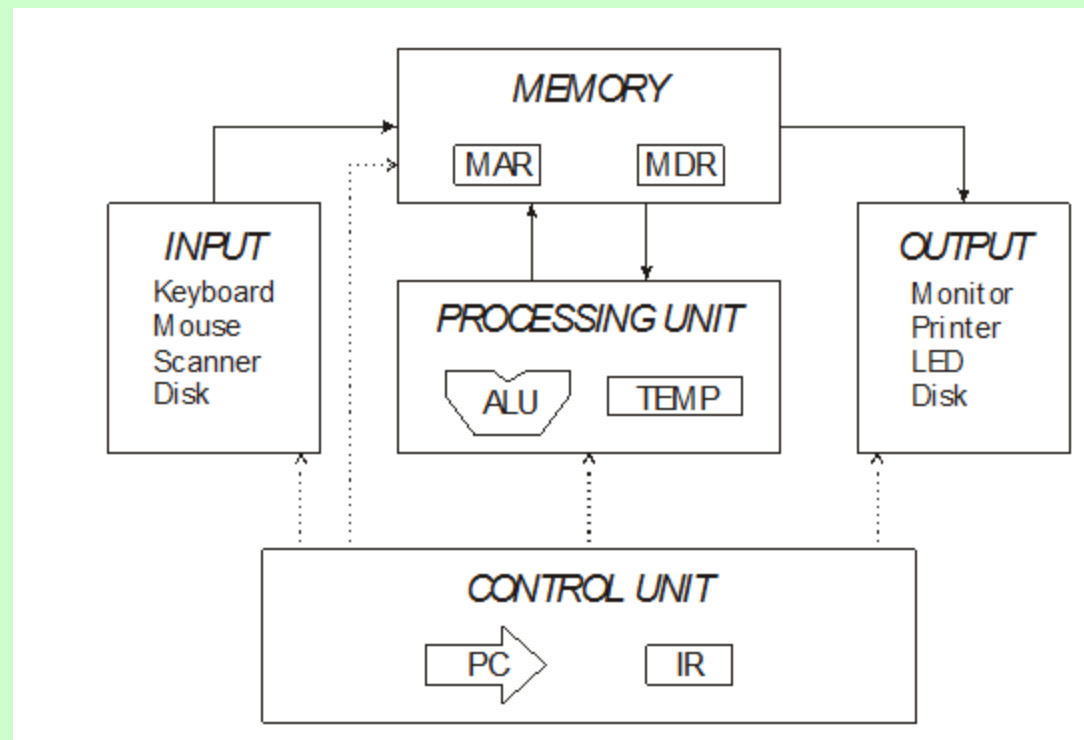 MEMORY
MAR
MDR
INPUT
Keyboard
Mouse
Scanner
Disk
PROCESSING UNIT
ALU
TEMP
OUTPUT
Monitor
Printer
LED
Disk
CONTROL UNIT
PC
IR